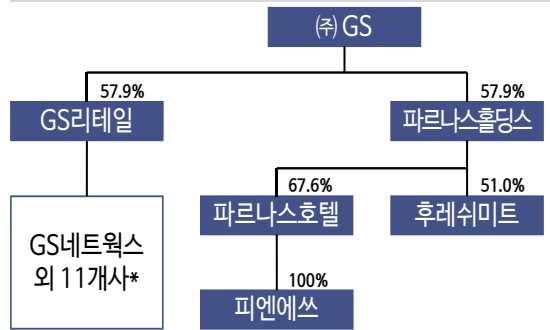 ㈜ GS
57.9%
57.9%
GS리테일
파르나스홀딩스
67.6%
51.0%
파르나스호텔
후레쉬미트
GS네트웍스
외 11개사*
100%
피엔에쓰